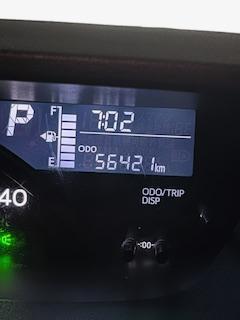 P F 7:02
ODO
E 56421 km
40
ODO/TRIP
DISP